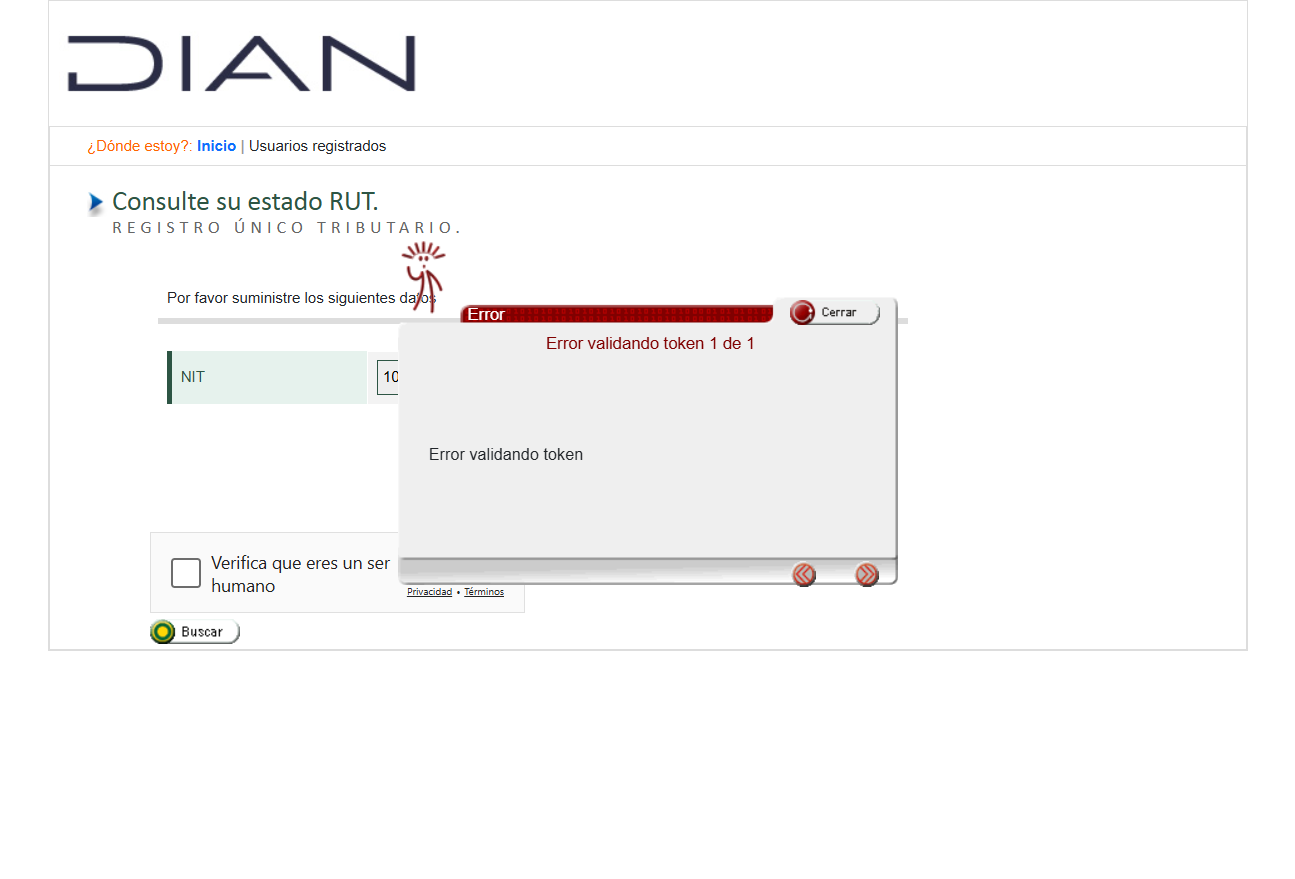 DIAN
¿Dónde estoy?: Inicio | Usuarios registrados
Consulte su estado RUT.
REGISTRO ÚNICO TRIBUTARIO.
Por favor suministre los siguientes datos
Error
Cerrar
Error validando token 1 de 1
NIT
10
Error validando token
Verifica que eres un ser
humano
Privacidad • Términos
Buscar